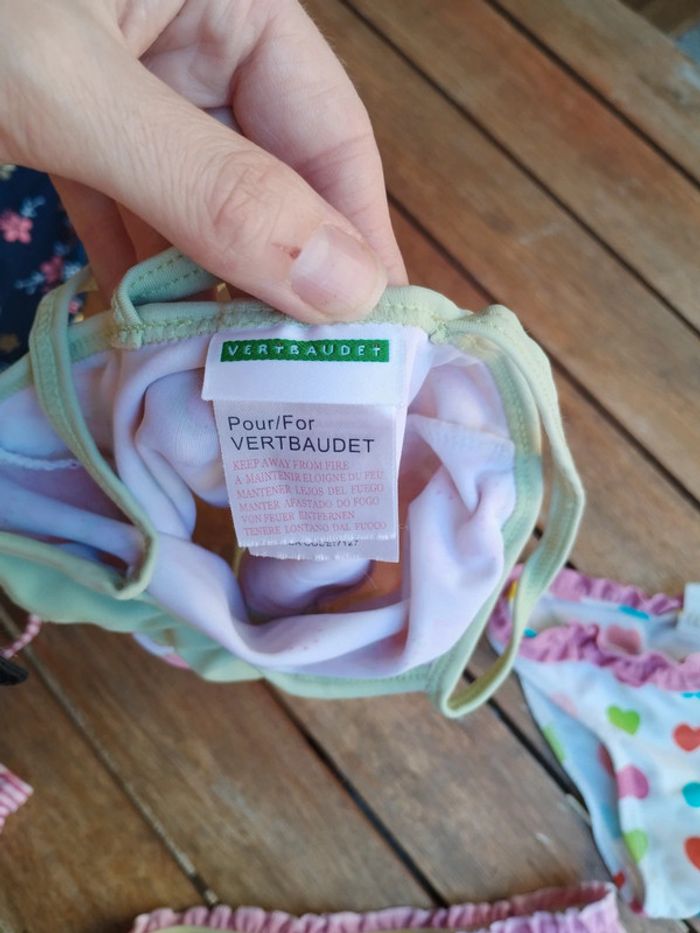 VERTBAUDET
Pour/For
VERTBAUDET
KEEP AWAY FROM FIRE
A MAINTENIR ELOIGNE DU FEU
MANTENER LEJOS DEL FUEGO
MANTER AFASTADO DO FOGO
VON FEUER ENTFERNEN
TENERE LONTANO DAL FUOCO